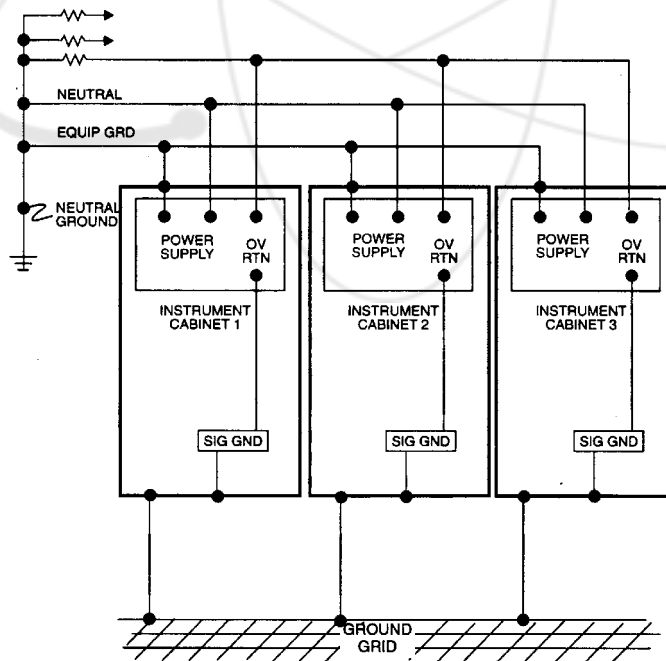 NEUTRAL
EQUIP GRD
NEUTRAL
GROUND
POWER
SUPPLY
OV
RTN
INSTRUMENT
CABINET 1
SIG GND
POWER
SUPPLY
OV
RTN
INSTRUMENT
CABINET 2
SIG GND
POWER
SUPPLY
OV
RTN
INSTRUMENT
CABINET 3
SIG GND
GROUND
GRID